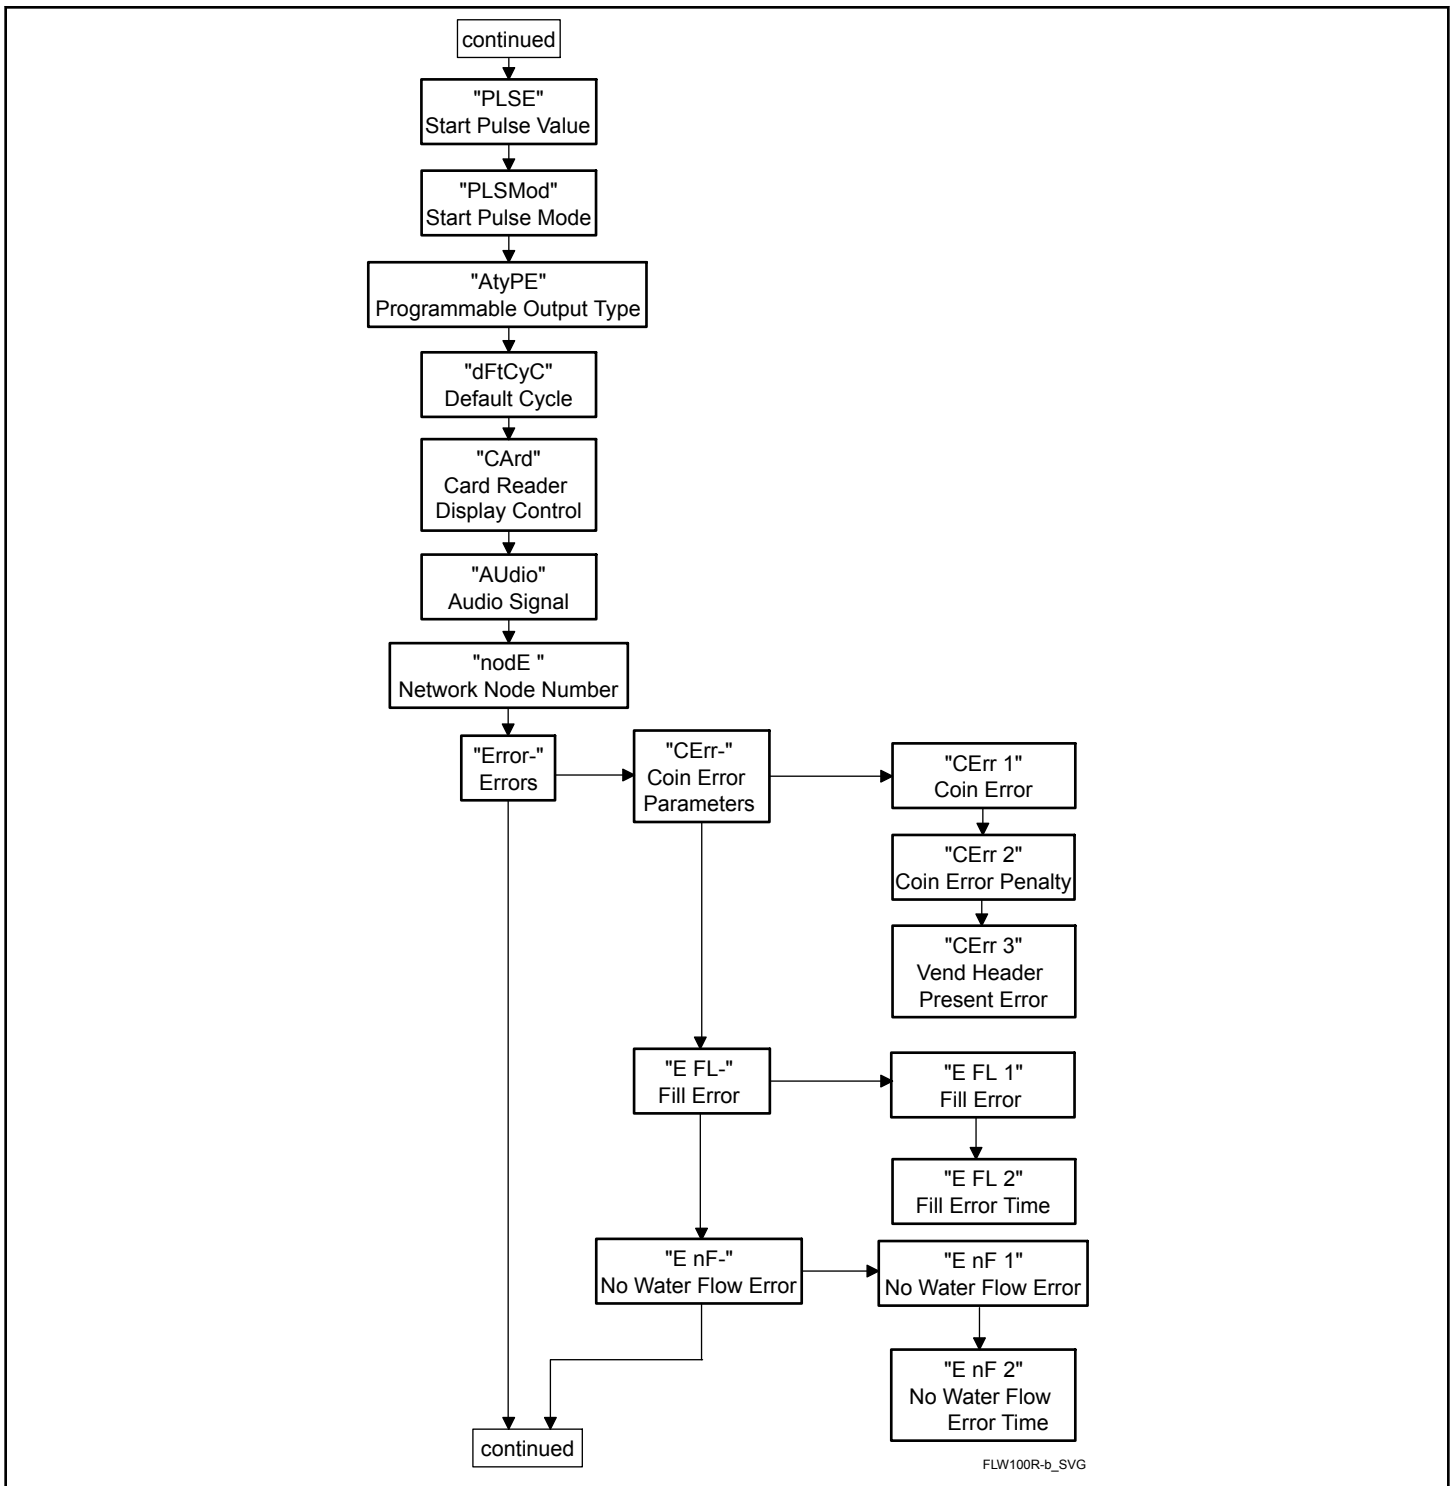 continued
"PLSE"
Start Pulse Value
"PLSMod"
Start Pulse Mode
"AtyPE"
Programmable Output Type
"dFtCyC"
Default Cycle
"CArd"
Card Reader
Display Control
"AUdio"
Audio Signal
"nodE "
Network Node Number
"Error-"
Errors
"CErr-"
Coin Error
Parameters
"CErr 1"
Coin Error
"CErr 2"
Coin Error Penalty
"CErr 3"
Vend Header
Present Error
"E FL-"
Fill Error
"E FL 1"
Fill Error
"E FL 2"
Fill Error Time
"E nF-"
No Water Flow Error
"E nF 1"
No Water Flow Error
"E nF 2"
No Water Flow
Error Time
continued
FLW100R-b_SVG